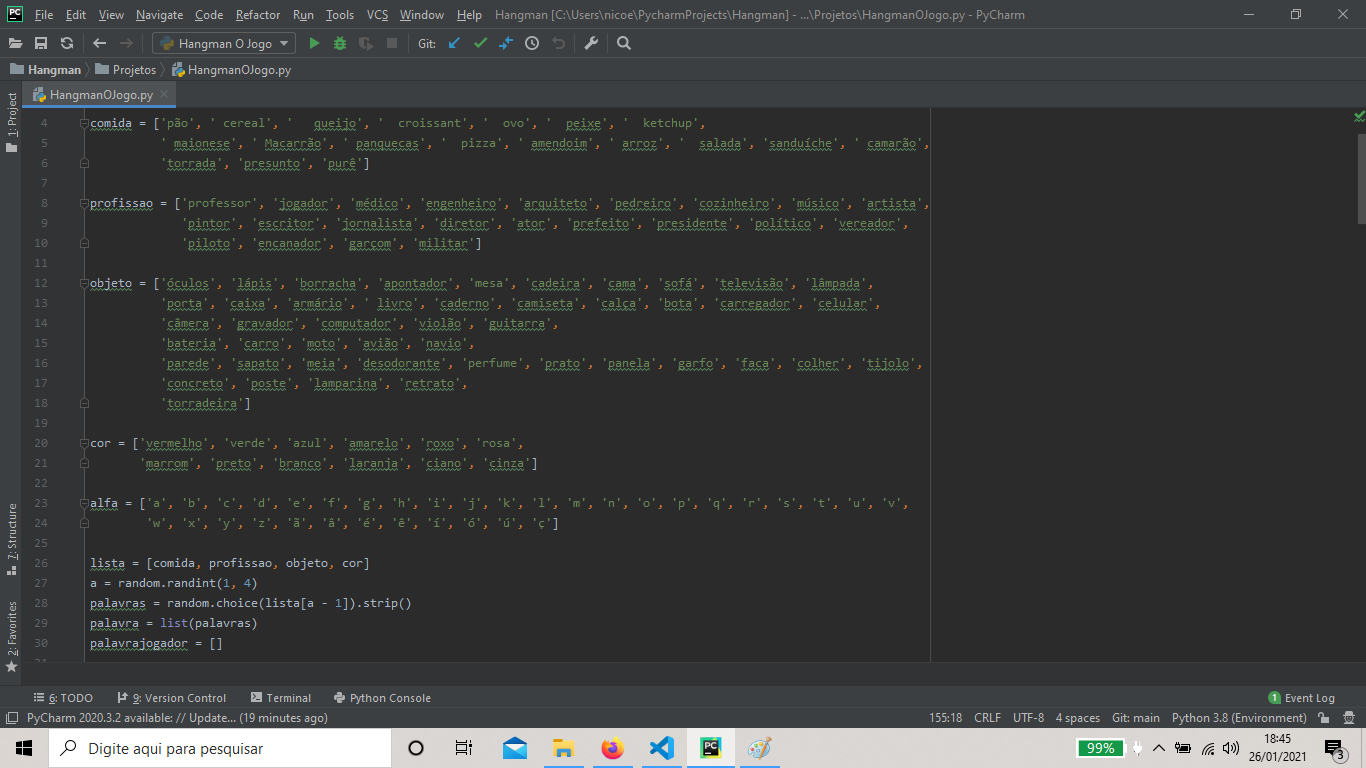 File Edit View Navigate Code Refactor Run Tools VCS Git Window Help Hangman [C:\Users\nicoe\PycharmProjects\Hangman] - ...\Projetos\HangmanOJogo.py - PyCharm
Hangman O Jogo Git:
Hangman Projetos HangmanOJogo.py
HangmanOJogo.py
1: Project
7: Structure
2: Favorites
4 comida = ['pão', ' cereal', '   queijo', '  croissant', '  ovo', '  peixe', '  ketchup',
5 ' maionese', ' Macarrão', ' panquecas', '  pizza', ' amendoim', ' arroz', '  salada', 'sanduíche', ' camarão',
6 'torrada', 'presunto', 'purê']
7
8 profissao = ['professor', 'jogador', 'médico', 'engenheiro', 'arquiteto', 'pedreiro', 'cozinheiro', 'músico', 'artista',
9 'pintor', 'escritor', 'jornalista', 'diretor', 'ator', 'prefeito', 'presidente', 'político', 'vereador',
10 'piloto', 'encanador', 'garçom', 'militar']
11
12 objeto = ['óculos', 'lápis', 'borracha', 'apontador', 'mesa', 'cadeira', 'cama', 'sofá', 'televisão', 'lâmpada',
13 'porta', 'caixa', 'armário', ' livro', 'caderno', 'camiseta', 'calça', 'bota', 'carregador', 'celular',
14 'câmera', 'gravador', 'computador', 'violão', 'guitarra',
15 'bateria', 'carro', 'moto', 'avião', 'navio',
16 'parede', 'sapato', 'meia', 'desodorante', 'perfume', 'prato', 'panela', 'garfo', 'faca', 'colher', 'tijolo',
17 'concreto', 'poste', 'lamparina', 'retrato',
18 'torradeira']
19
20 cor = ['vermelho', 'verde', 'azul', 'amarelo', 'roxo', 'rosa',
21 'marrom', 'preto', 'branco', 'laranja', 'ciano', 'cinza']
22
23 alfa = ['a', 'b', 'c', 'd', 'e', 'f', 'g', 'h', 'i', 'j', 'k', 'l', 'm', 'n', 'o', 'p', 'q', 'r', 's', 't', 'u', 'v',
24 'w', 'x', 'y', 'z', 'ã', 'â', 'é', 'ê', 'í', 'ó', 'ú', 'ç']
25
26 lista = [comida, profissao, objeto, cor]
27 a = random.randint(1, 4)
28 palavras = random.choice(lista[a - 1]).strip()
29 palavra = list(palavras)
30 palavrajogador = []
6: TODO 9: Version Control Terminal Python Console 1 Event Log
PyCharm 2020.3.2 available: // Update... (19 minutes ago) 155:18 CRLF UTF-8 4 spaces Git: main Python 3.8 (Environment)
Digite aqui para pesquisar 99% 18:45
26/01/2021 3